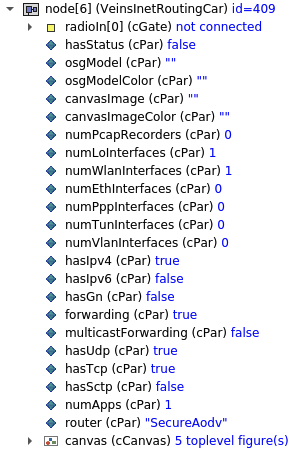 node[6] (VeinsInetRoutingCar) id=409
radioIn[0] (cGate) not connected
hasStatus (cPar) false
osgModel (cPar) ""
osgModelColor (cPar) ""
canvasImage (cPar) ""
canvasImageColor (cPar) ""
numPcapRecorders (cPar) 0
numLoInterfaces (cPar) 1
numWlanInterfaces (cPar) 1
numEthInterfaces (cPar) 0
numPppInterfaces (cPar) 0
numTunInterfaces (cPar) 0
numVlanInterfaces (cPar) 0
hasIpv4 (cPar) true
hasIpv6 (cPar) false
hasGn (cPar) false
forwarding (cPar) true
multicastForwarding (cPar) false
hasUdp (cPar) true
hasTcp (cPar) true
hasSctp (cPar) false
numApps (cPar) 1
router (cPar) "SecureAodv"
canvas (cCanvas) 5 toplevel figure(s)